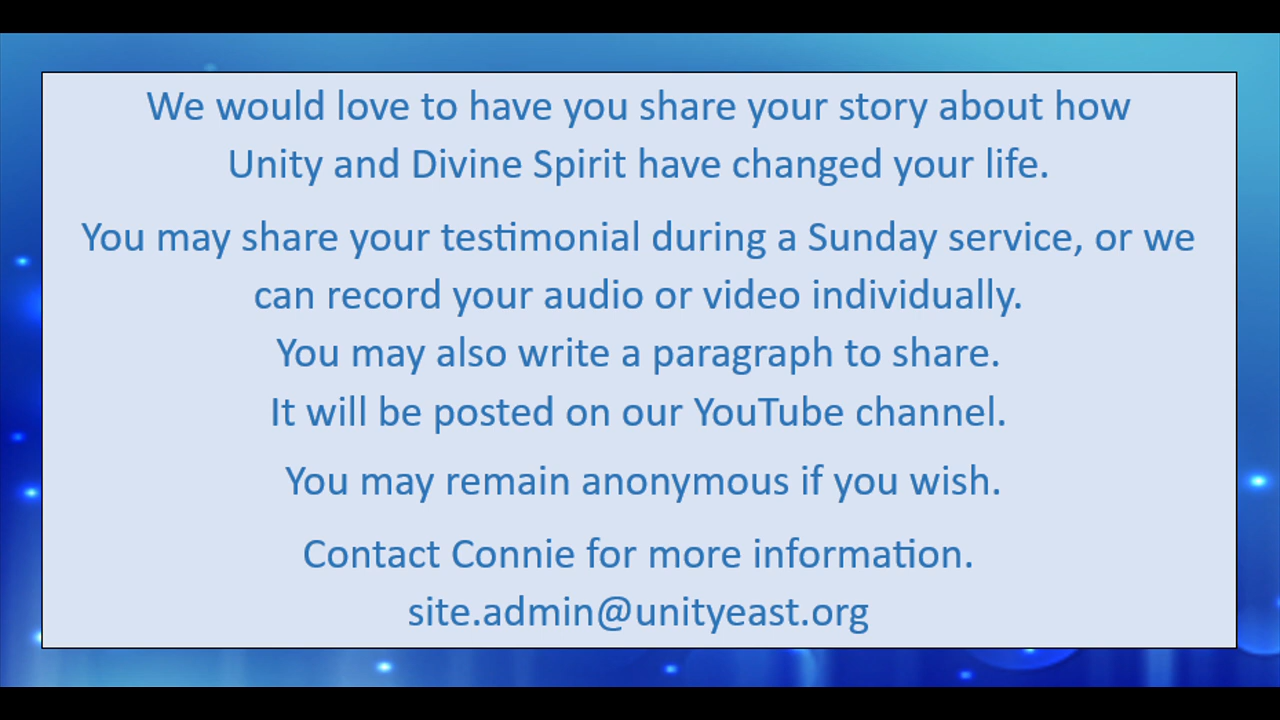 We would love to have you share your story about how
Unity and Divine Spirit have changed your life.
You may share your testimonial during a Sunday service, or we
can record your audio or video individually.
You may also write a paragraph to share.
It will be posted on our YouTube channel.
You may remain anonymous if you wish.
Contact Connie for more information.
site.admin@unityeast.org